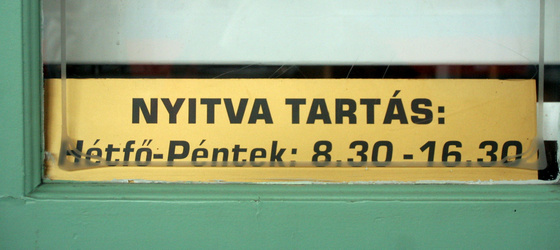 NYITVA TARTÁS:
Hétfő-Péntek: 8.30 - 16.30